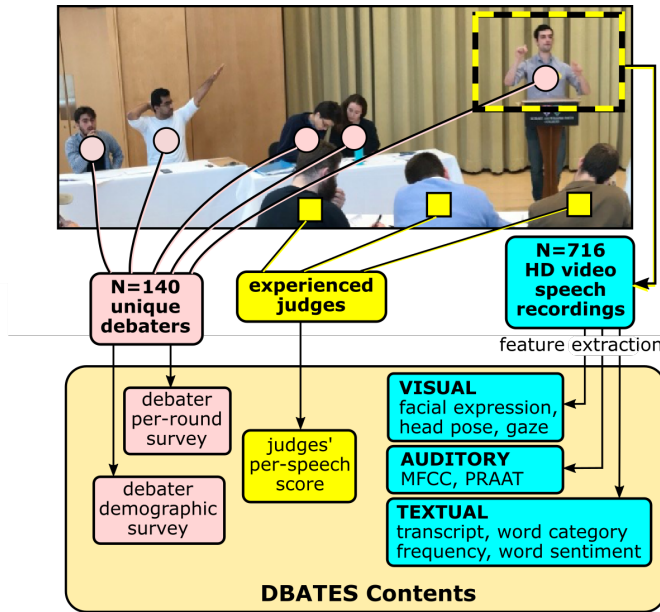 N=140
unique
debaters
experienced
judges
N=716
HD video
speech
recordings
feature extraction
debater
per-round
survey
debater
demographic
survey
judges'
per-speech
score
VISUAL
facial expression,
head pose, gaze
AUDITORY
MFCC, PRAAT
TEXTUAL
transcript, word category
frequency, word sentiment
DBATES Contents